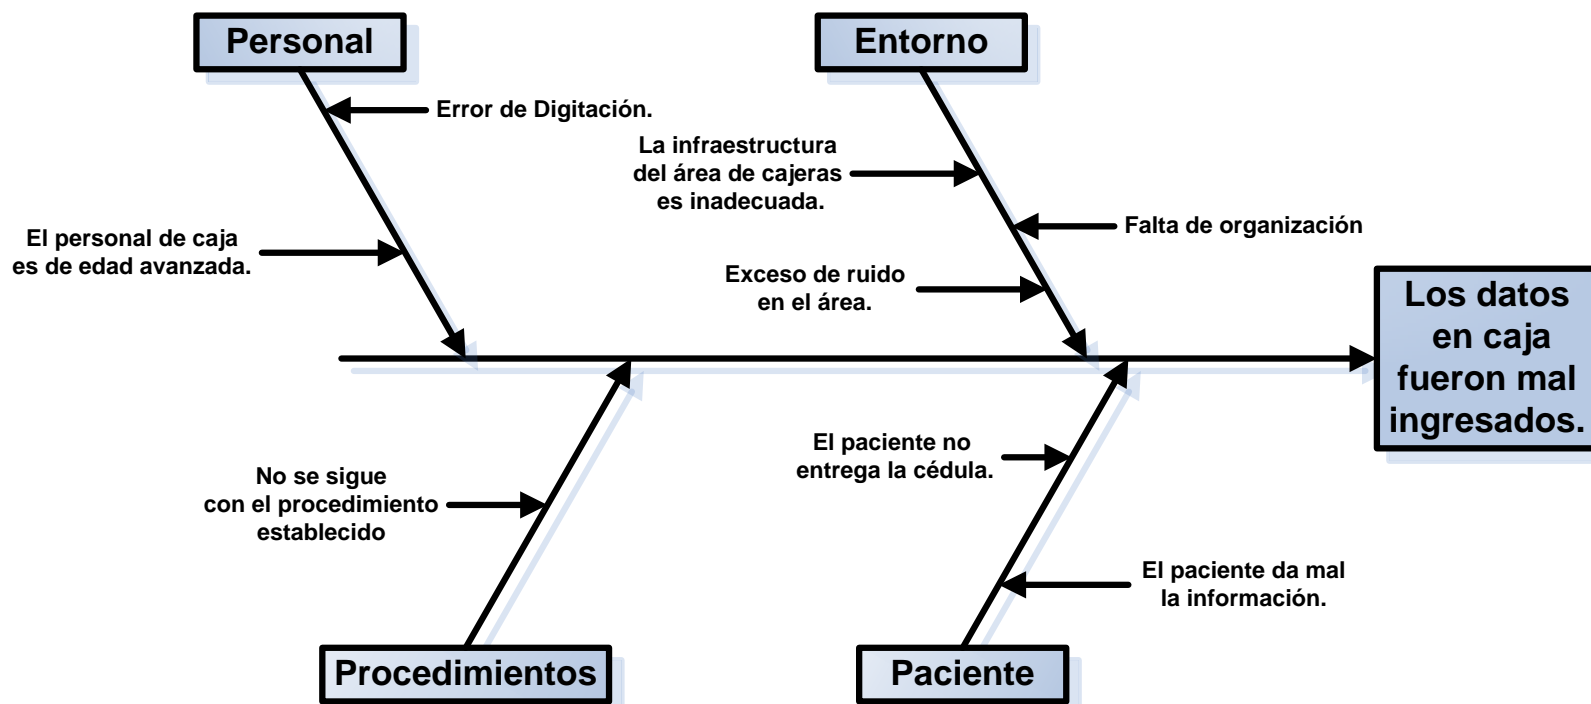 Personal
Entorno
Error de Digitación.
La infraestructura
del área de cajeras
es inadecuada.
Falta de organización
El personal de caja
es de edad avanzada.
Exceso de ruido
en el área.
Los datos
en caja
fueron mal
ingresados.
El paciente no
entrega la cédula.
No se sigue
con el procedimiento
establecido
El paciente da mal
la información.
Procedimientos
Paciente